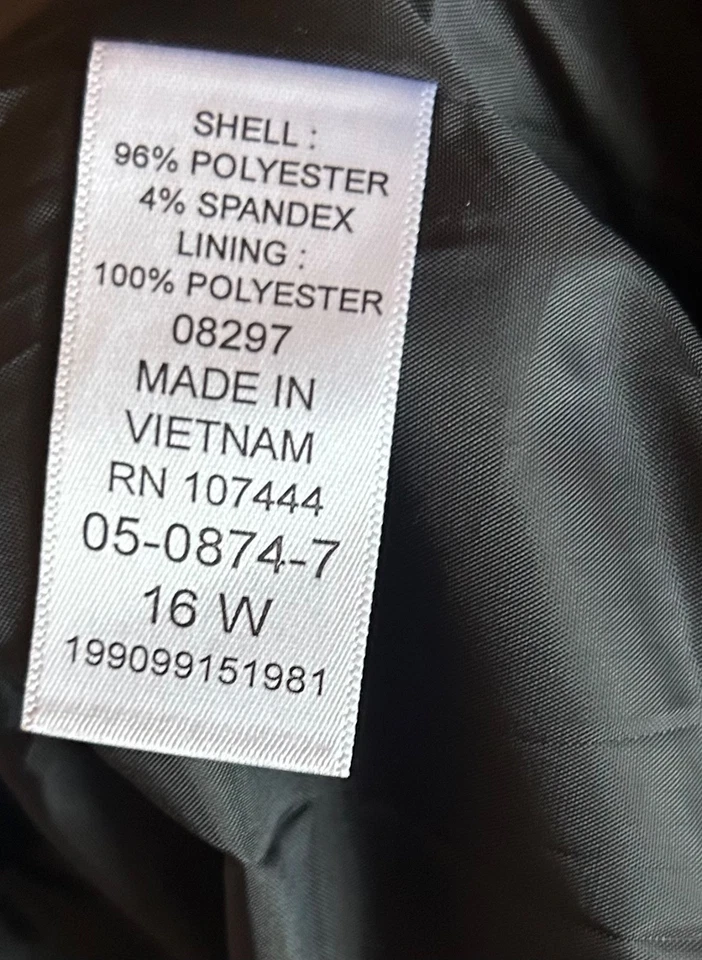 SHELL :
96% POLYESTER
4% SPANDEX
LINING :
100% POLYESTER
08297
MADE IN
VIETNAM
RN 107444
05-0874-7
16 W
199099151981